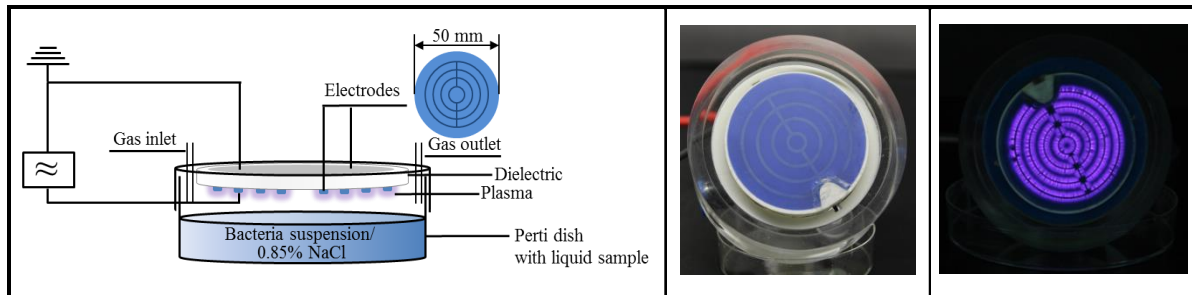 50 mm
Electrodes
Gas inlet
Gas outlet
Dielectric
Plasma
≈
Bacteria suspension/
0.85% NaCl
Perti dish
with liquid sample